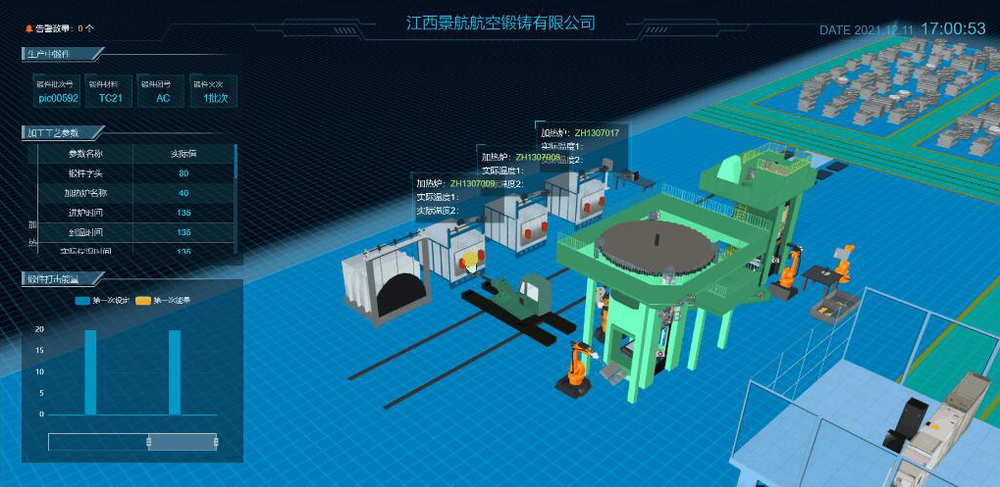 江西景航航空锻铸有限公司
告警数量: 0 个
DATE 2021.12.11 17:00:53
生产中锻件
锻件批次号 锻件材料 锻件图号 锻件火次
pic00592 TC21 AC 1批次
加工工艺参数
参数名称 实际值
锻件字头 80
加热炉名称 40
进炉时间 135
到温时间 135
实际保温时间 135
加热
锻件打击能量
第一次设定 第一次能量
20
15
10
5
0
加热炉: ZH1307017
实际温度1:
实际温度2:
加热炉: ZH1307008
实际温度1:
实际温度2:
加热炉: ZH1307009
实际温度1:
实际温度2: